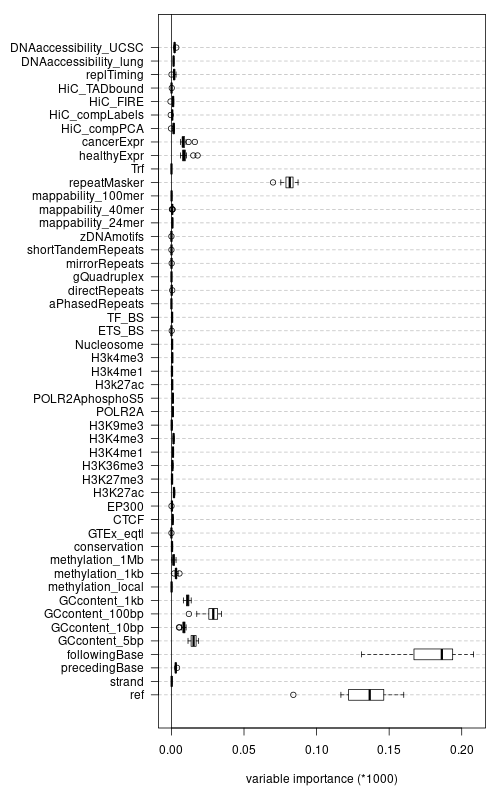 DNAaccessibility_UCSC
DNAaccessibility_lung
replTiming
HiC_TADbound
HiC_FIRE
HiC_compLabels
HiC_compPCA
cancerExpr
healthyExpr
Trf
repeatMasker
mappability_100mer
mappability_40mer
mappability_24mer
zDNAmotifs
shortTandemRepeats
mirrorRepeats
gQuadruplex
directRepeats
aPhasedRepeats
TF_BS
ETS_BS
Nucleosome
H3k4me3
H3k4me1
H3k27ac
POLR2AphosphoS5
POLR2A
H3K9me3
H3K4me3
H3K4me1
H3K36me3
H3K27me3
H3K27ac
EP300
CTCF
GTEx_eqtl
conservation
methylation_1Mb
methylation_1kb
methylation_local
GCcontent_1kb
GCcontent_100bp
GCcontent_10bp
GCcontent_5bp
followingBase
precedingBase
strand
ref
0.00 0.05 0.10 0.15 0.20
variable importance (*1000)